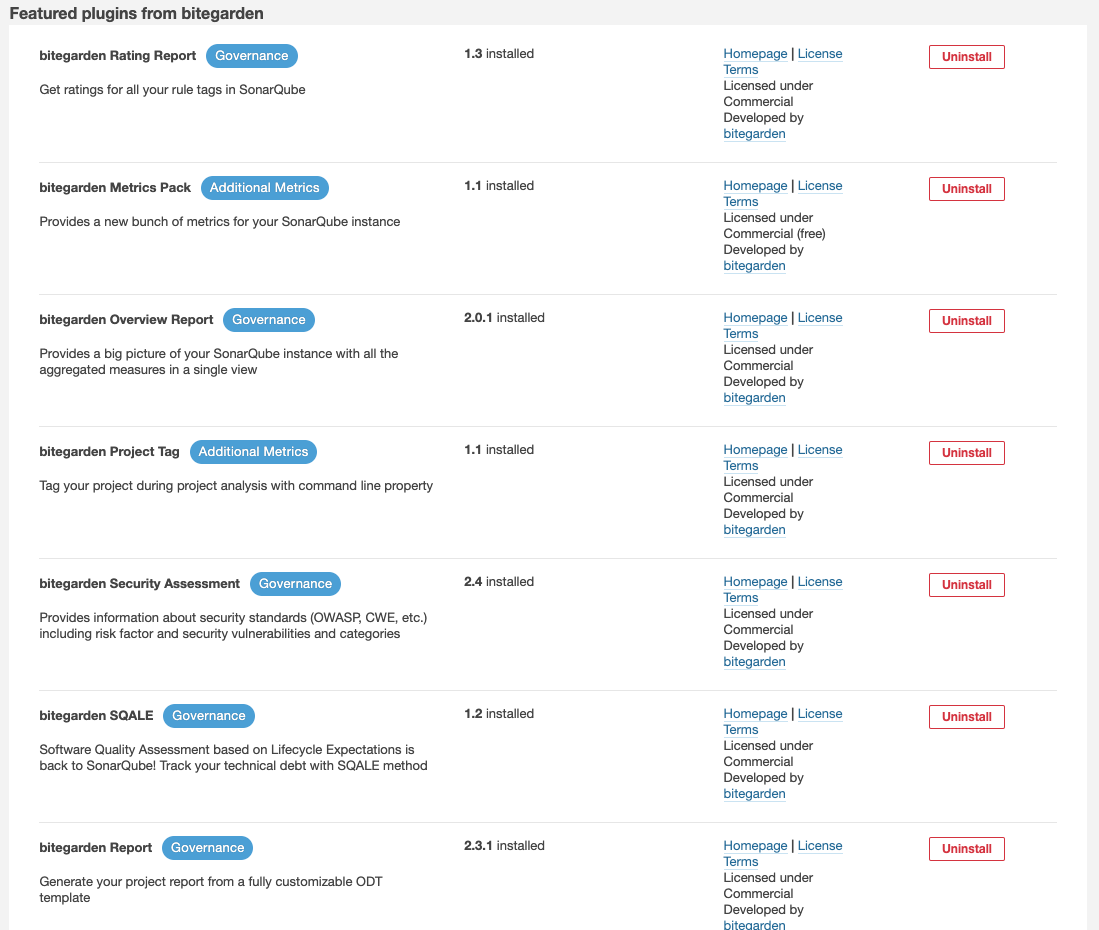 Featured plugins from bitegarden
bitegarden Rating Report Governance
Get ratings for all your rule tags in SonarQube
1.3 installed
Homepage | License
Terms
Licensed under
Commercial
Developed by
bitegarden
Uninstall
bitegarden Metrics Pack Additional Metrics
Provides a new bunch of metrics for your SonarQube instance
1.1 installed
Homepage | License
Terms
Licensed under
Commercial (free)
Developed by
bitegarden
Uninstall
bitegarden Overview Report Governance
Provides a big picture of your SonarQube instance with all the
aggregated measures in a single view
2.0.1 installed
Homepage | License
Terms
Licensed under
Commercial
Developed by
bitegarden
Uninstall
bitegarden Project Tag Additional Metrics
Tag your project during project analysis with command line property
1.1 installed
Homepage | License
Terms
Licensed under
Commercial
Developed by
bitegarden
Uninstall
bitegarden Security Assessment Governance
Provides information about security standards (OWASP, CWE, etc.)
including risk factor and security vulnerabilities and categories
2.4 installed
Homepage | License
Terms
Licensed under
Commercial
Developed by
bitegarden
Uninstall
bitegarden SQALE Governance
Software Quality Assessment based on Lifecycle Expectations is
back to SonarQube! Track your technical debt with SQALE method
1.2 installed
Homepage | License
Terms
Licensed under
Commercial
Developed by
bitegarden
Uninstall
bitegarden Report Governance
Generate your project report from a fully customizable ODT
template
2.3.1 installed
Homepage | License
Terms
Licensed under
Commercial
Developed by
bitegarden
Uninstall